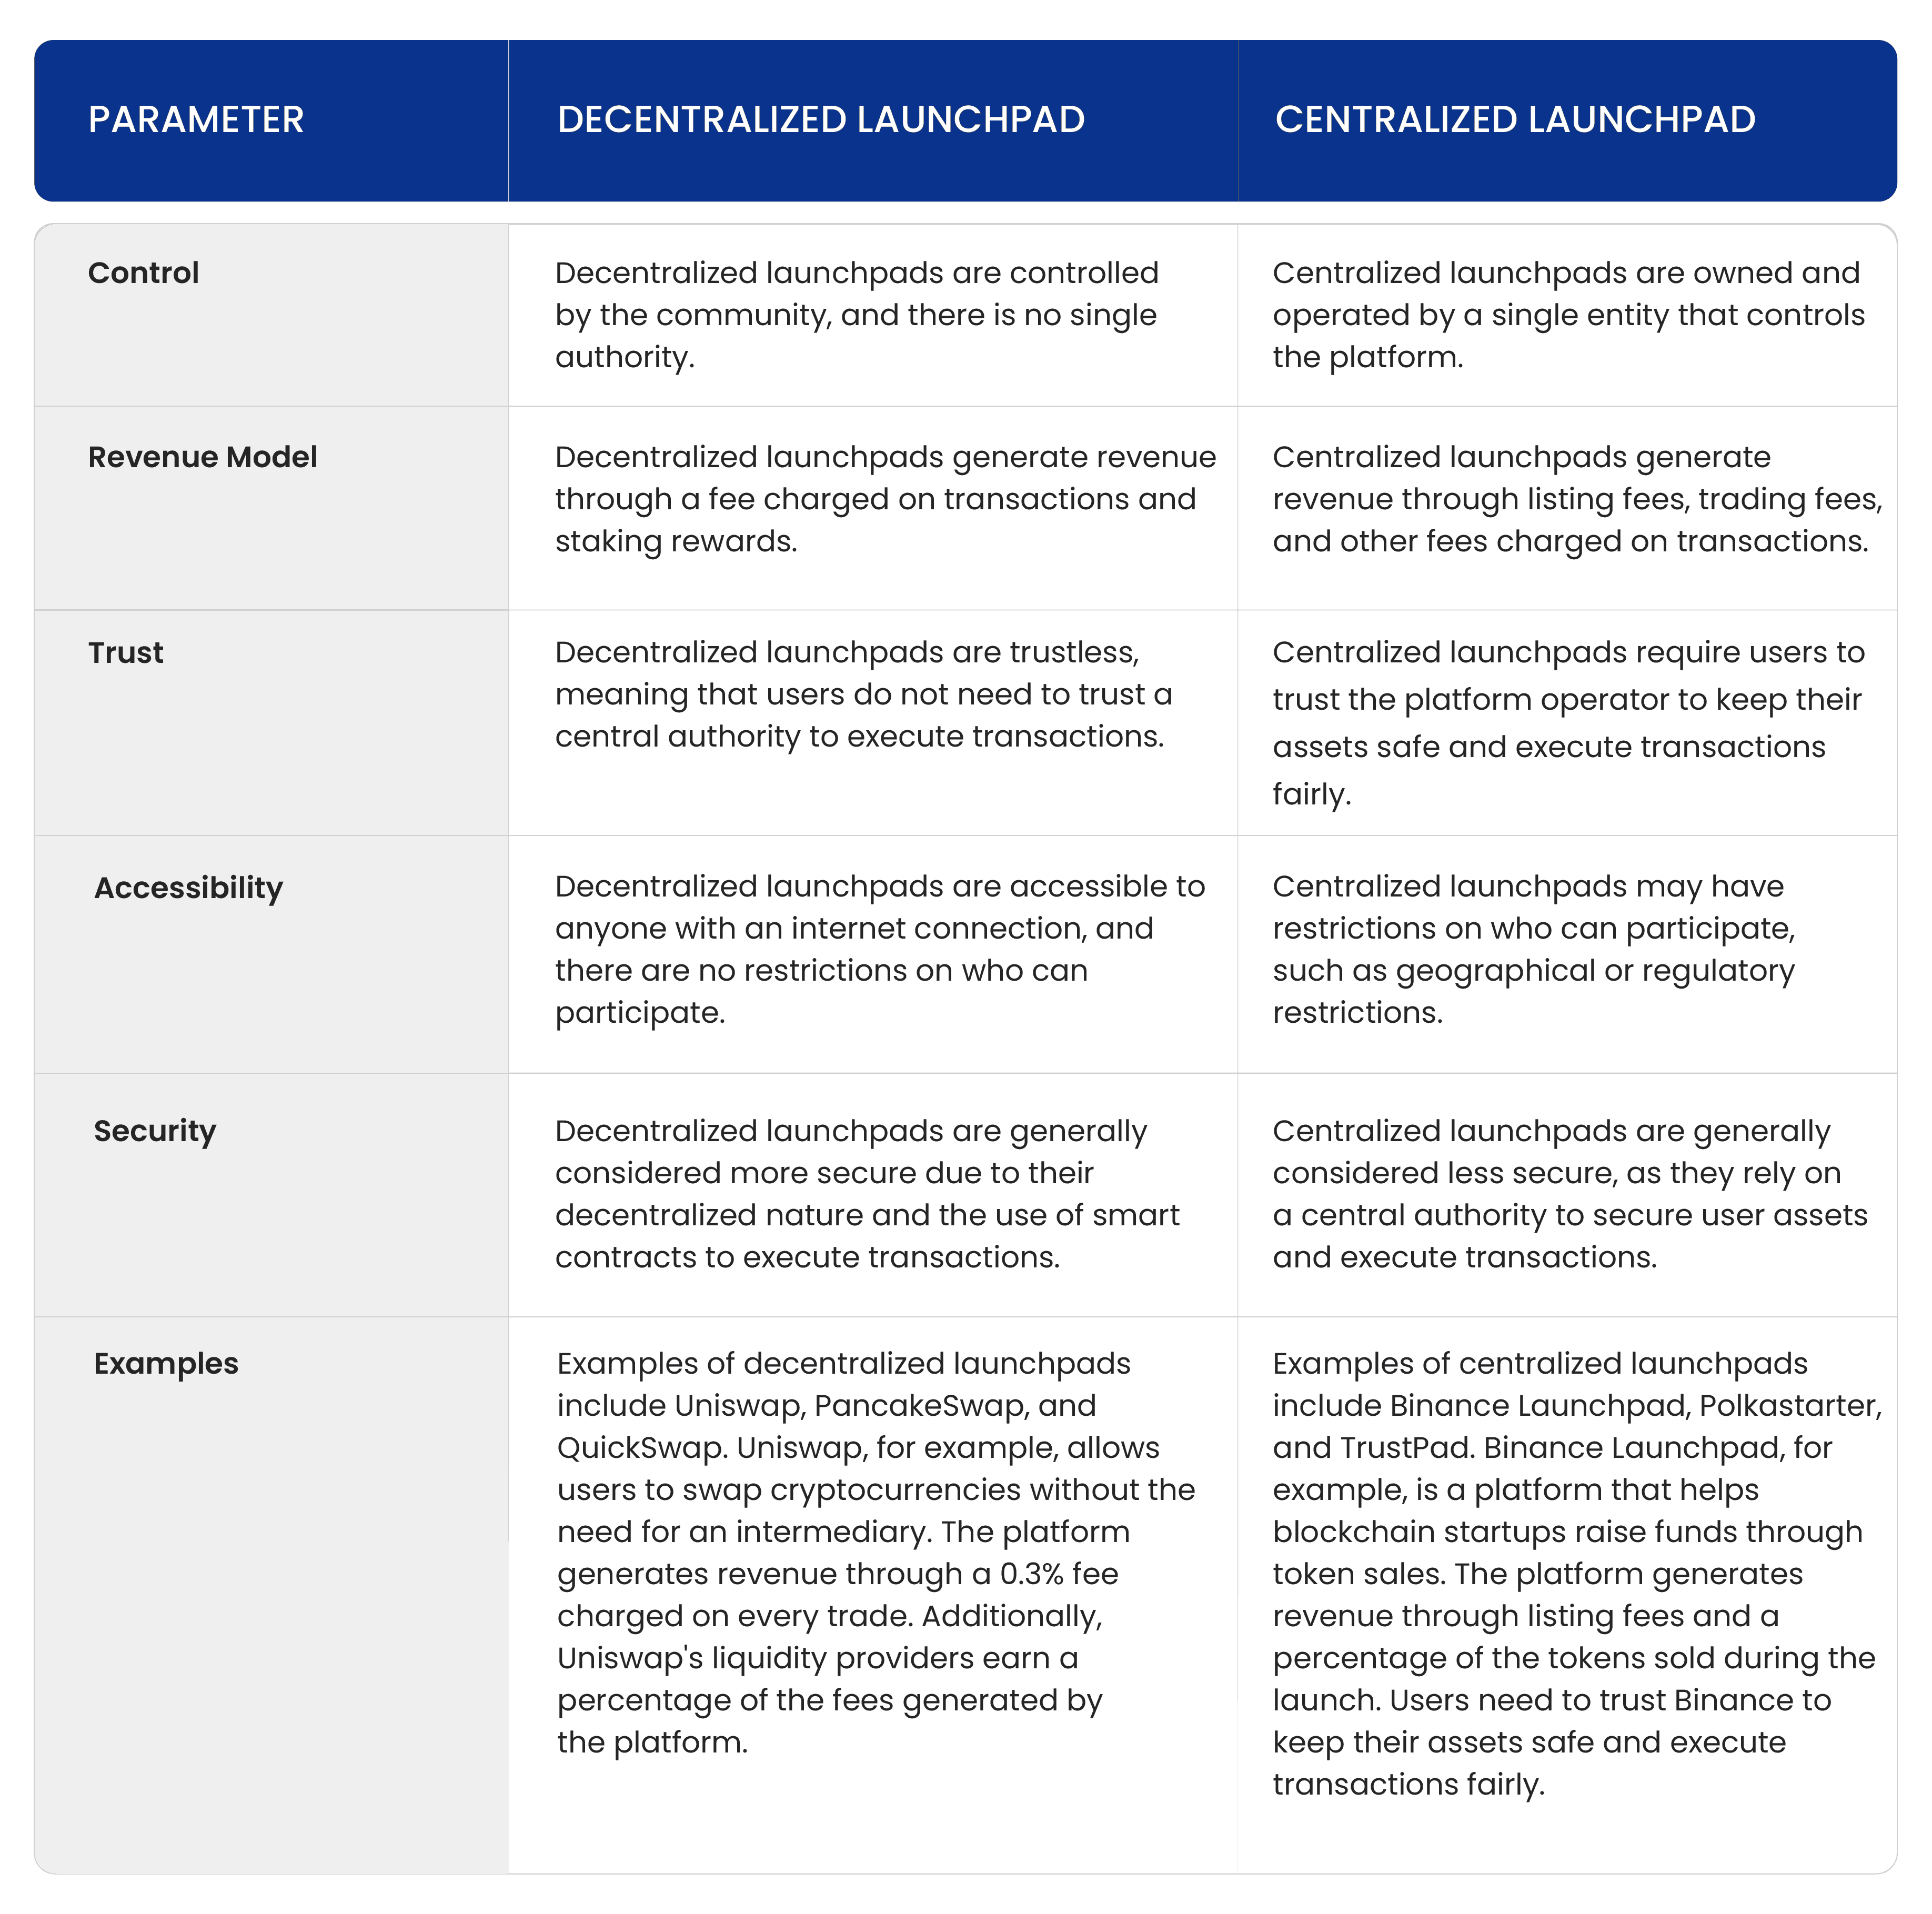 PARAMETER
DECENTRALIZED LAUNCHPAD
CENTRALIZED LAUNCHPAD
Control
Decentralized launchpads are controlled
by the community, and there is no single
authority.
Centralized launchpads are owned and
operated by a single entity that controls
the platform.
Revenue Model
Decentralized launchpads generate revenue
through a fee charged on transactions and
staking rewards.
Centralized launchpads generate
revenue through listing fees, trading fees,
and other fees charged on transactions.
Trust
Decentralized launchpads are trustless,
meaning that users do not need to trust a
central authority to execute transactions.
Centralized launchpads require users to
trust the platform operator to keep their
assets safe and execute transactions
fairly.
Accessibility
Decentralized launchpads are accessible to
anyone with an internet connection, and
there are no restrictions on who can
participate.
Centralized launchpads may have
restrictions on who can participate,
such as geographical or regulatory
restrictions.
Security
Decentralized launchpads are generally
considered more secure due to their
decentralized nature and the use of smart
contracts to execute transactions.
Centralized launchpads are generally
considered less secure, as they rely on
a central authority to secure user assets
and execute transactions.
Examples
Examples of decentralized launchpads
include Uniswap, PancakeSwap, and
QuickSwap. Uniswap, for example, allows
users to swap cryptocurrencies without the
need for an intermediary. The platform
generates revenue through a 0.3% fee
charged on every trade. Additionally,
Uniswap's liquidity providers earn a
percentage of the fees generated by
the platform.
Examples of centralized launchpads
include Binance Launchpad, Polkastarter,
and TrustPad. Binance Launchpad, for
example, is a platform that helps
blockchain startups raise funds through
token sales. The platform generates
revenue through listing fees and a
percentage of the tokens sold during the
launch. Users need to trust Binance to
keep their assets safe and execute
transactions fairly.